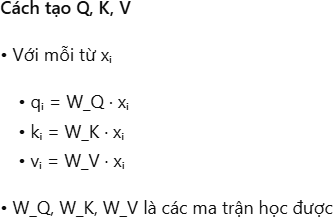 Cách tạo Q, K, V
• Với mỗi từ xᵢ
• qᵢ = W_Q · xᵢ
• kᵢ = W_K · xᵢ
• vᵢ = W_V · xᵢ
• W_Q, W_K, W_V là các ma trận học được